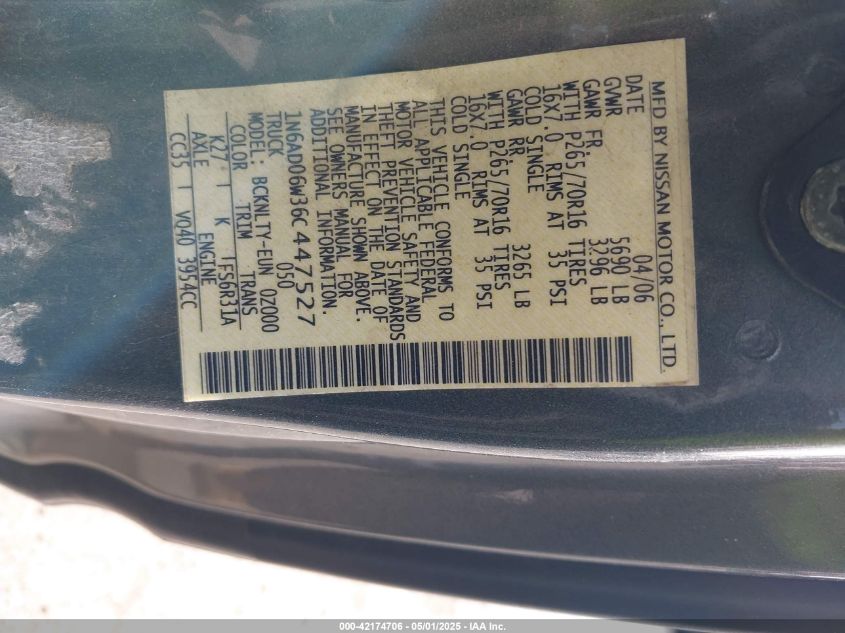 MFD BY NISSAN MOTOR CO., LTD.
DATE 04/06
GVWR 5690 LB
GAWR FR. 3296 LB
WITH P265/70R16 TIRES
16X7.0 RIMS AT 35 PSI
COLD SINGLE
GAWR RR. 3265 LB
WITH P265/70R16 TIRES
16X7.0 RIMS AT 35 PSI
COLD SINGLE
THIS VEHICLE CONFORMS TO
ALL APPLICABLE FEDERAL
MOTOR VEHICLE SAFETY AND
THEFT PREVENTION STANDARDS
IN EFFECT ON THE DATE OF
MANUFACTURE SHOWN ABOVE.
SEE OWNERS MANUAL FOR
ADDITIONAL INFORMATION.
1N6AD06W36C447527
TRUCK 050
MODEL: BCKNLTY-EUN 0Z000
COLOR TRIM TRANS
K27 | K | FS6R31A
AXLE ENGINE
CC35 | VQ40 3954CC
000-42174706 - 05/01/2025 - IAA Inc.